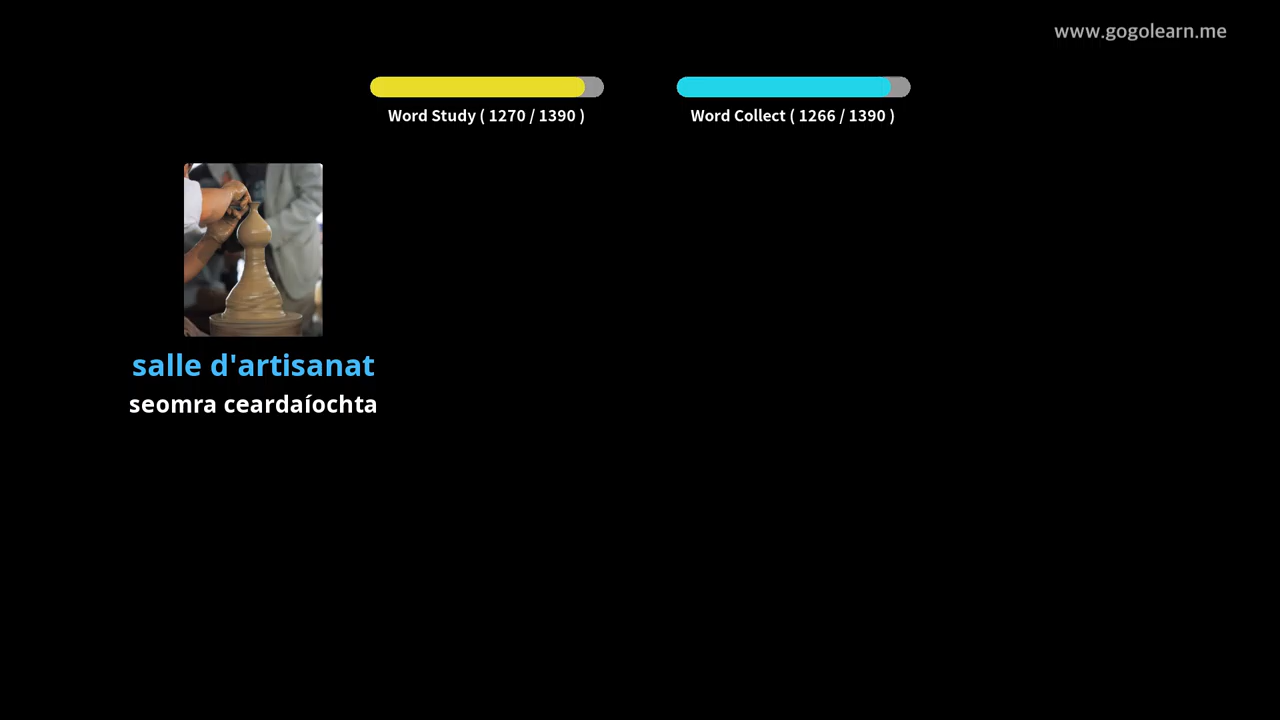 www.gogolearn.me
Word Study ( 1270 / 1390 )
Word Collect ( 1266 / 1390 )
salle d'artisanat
seomra ceardaíochta